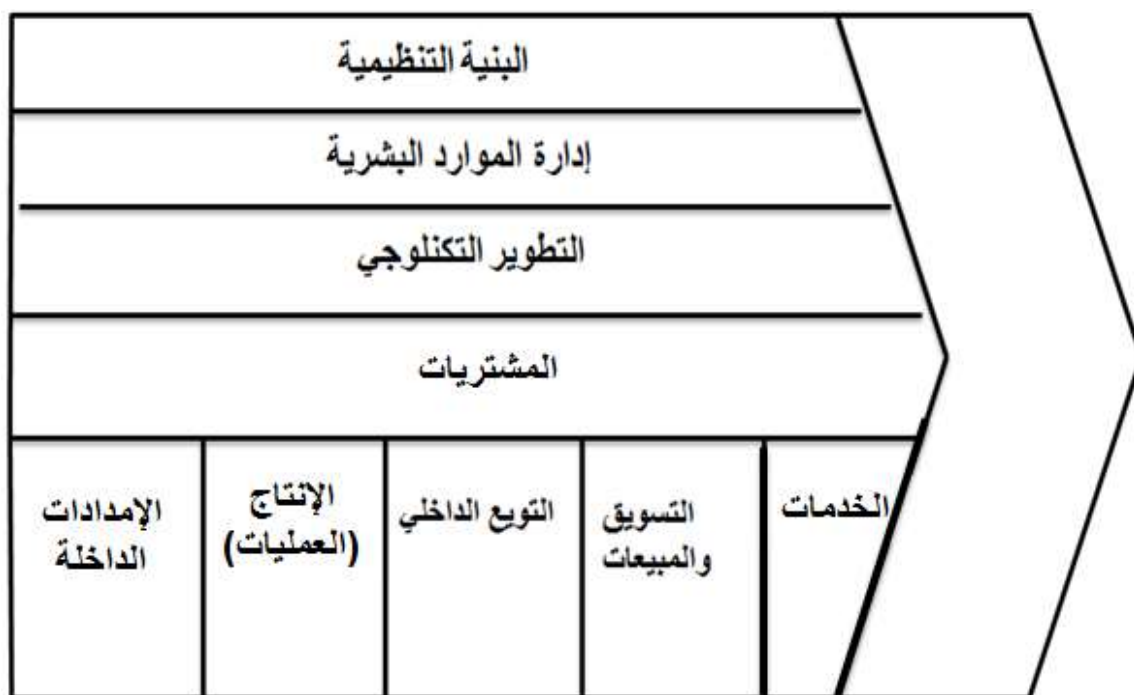 البنية التنظيمية
إدارة الموارد البشرية
التطوير التكنلوجي
المشتريات
الإمدادات
الداخلة
الإنتاج
(العمليات)
التويع الداخلي
التسويق
والمبيعات
الخدمات